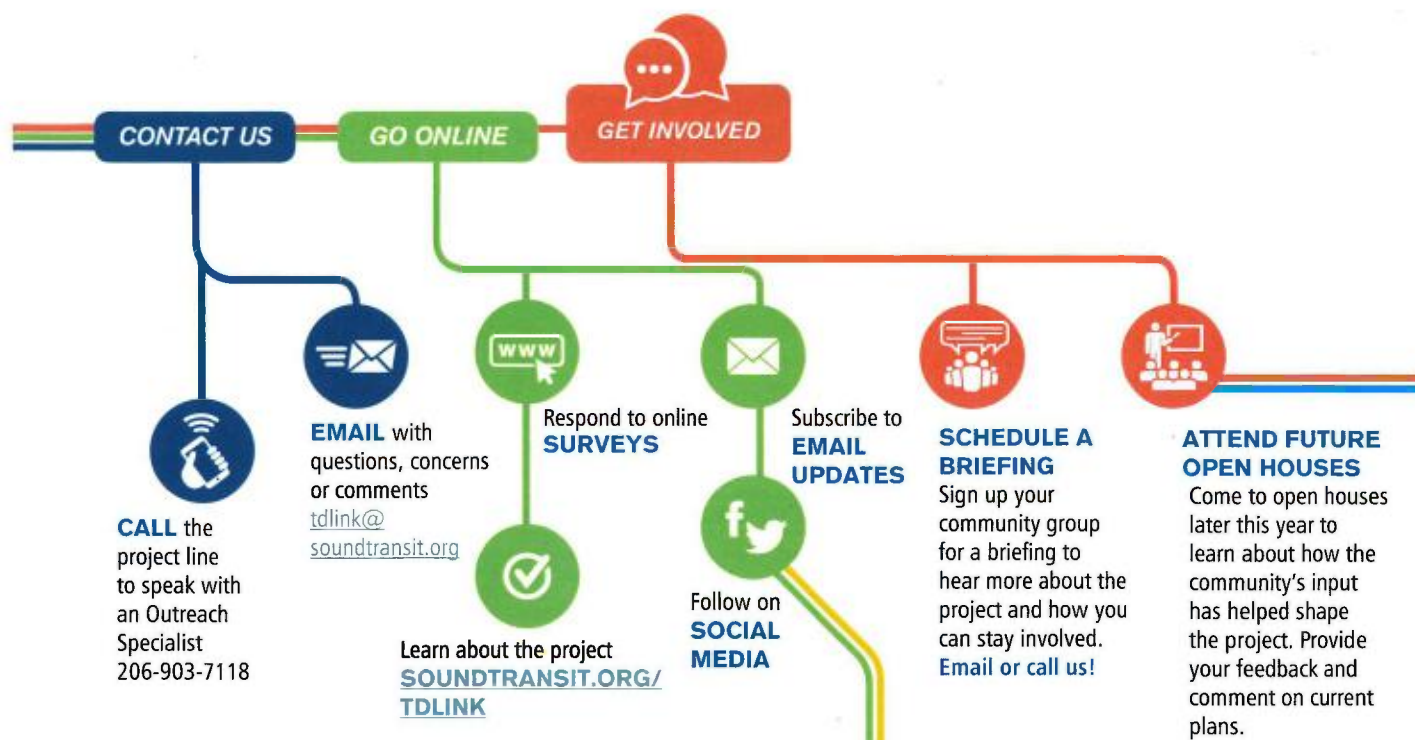 CONTACT US
GO ONLINE
GET INVOLVED
CALL the
project line
to speak with
an Outreach
Specialist
206-903-7118
EMAIL with
questions, concerns
or comments
tdlink@
soundtransit.org
www
Respond to online
SURVEYS
Learn about the project
SOUNDTRANSIT.ORG/
TDLINK
Subscribe to
EMAIL
UPDATES
f
Follow on
SOCIAL
MEDIA
SCHEDULE A
BRIEFING
Sign up your
community group
for a briefing to
hear more about the
project and how you
can stay involved.
Email or call us!
ATTEND FUTURE
OPEN HOUSES
Come to open houses
later this year to
learn about how the
community's input
has helped shape
the project. Provide
your feedback and
comment on current
plans.